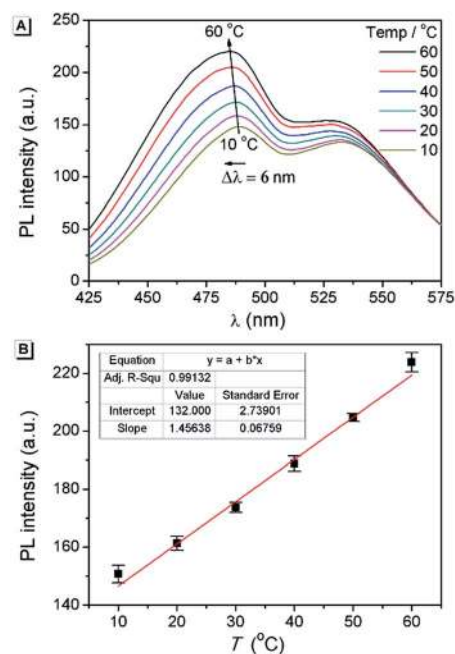 A
60 °C
Temp / °C
60
50
40
30
20
10
10 °C
Δλ = 6 nm
PL intensity (a.u.)
250
200
150
100
50
0
425
450
475
500
525
550
575
λ (nm)
B
Equation y = a + b*x
Adj. R-Squ 0.99132
Value Standard Error
Intercept 132.000 2.73901
Slope 1.45638 0.06759
PL intensity (a.u.)
220
200
180
160
140
10
20
30
40
50
60
T (°C)